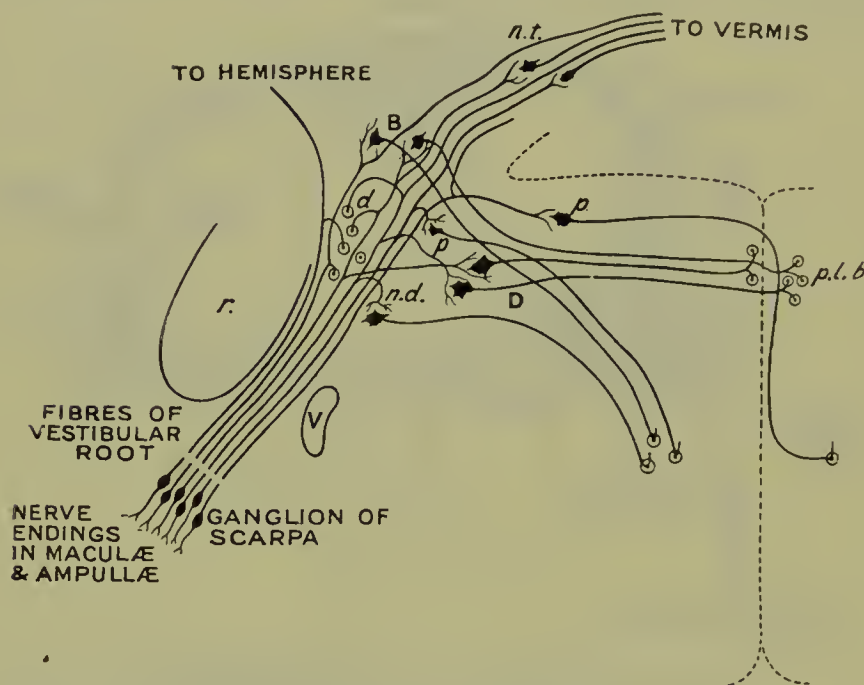 n.t.
TO VERMIS
TO HEMISPHERE
B
d
p.
p
p.l.b
n.d.
D
r.
V
FIBRES OF
VESTIBULAR
ROOT
GANGLION OF
SCARPA
NERVE
ENDINGS
IN MACULÆ
& AMPULLÆ